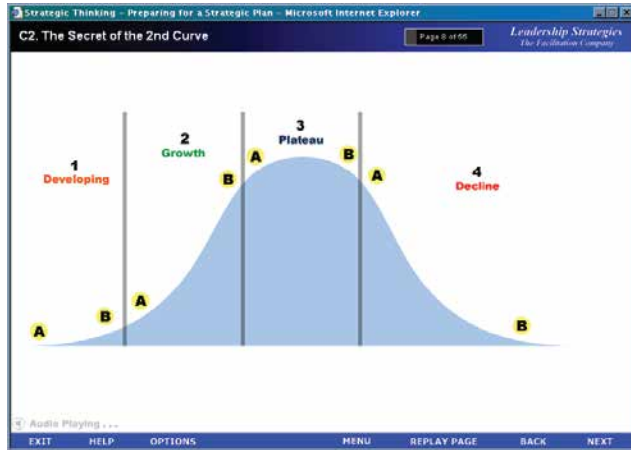 Strategic Thinking - Preparing for a Strategic Plan - Microsoft Internet Explorer
C2. The Secret of the 2nd Curve
Page 8 of 66
Leadership Strategies
The Facilitation Company
3
Plateau
2
Growth
1
Developing
4
Decline
A
B
A
B
A
B
A
B
Audio Playing . . .
EXIT HELP OPTIONS MENU REPLAY PAGE BACK NEXT